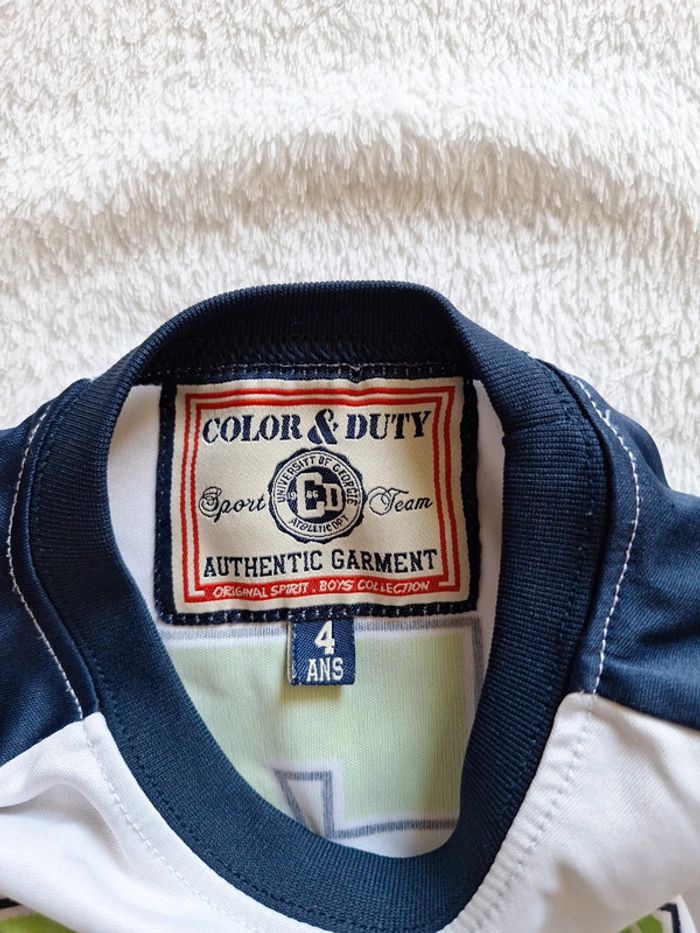 COLOR & DUTY
Sport
UNIVERSITY OF GEORGIE
CD
ATHLETIC DPT
Team
AUTHENTIC GARMENT
ORIGINAL SPIRIT . BOYS COLLECTION
4
ANS